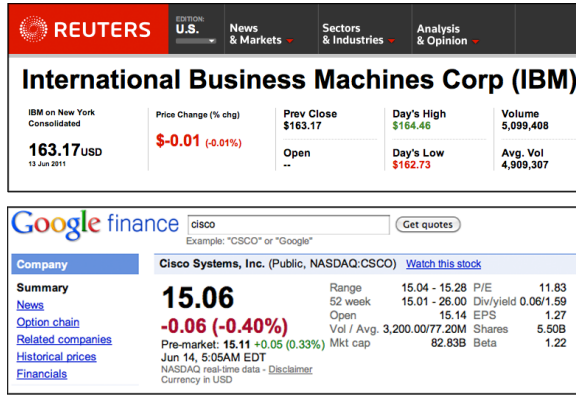 REUTERS
EDITION:
U.S.
News
& Markets
Sectors
& Industries
Analysis
& Opinion
International Business Machines Corp (IBM)
IBM on New York
Consolidated
163.17USD
13 Jun 2011
Price Change (% chg)
$-0.01 (-0.01%)
Prev Close
$163.17
Open
--
Day's High
$164.46
Day's Low
$162.73
Volume
5,099,408
Avg. Vol
4,909,307
Google finance
cisco
Get quotes
Example: "CSCO" or "Google"
Company
Summary
News
Option chain
Related companies
Historical prices
Financials
Cisco Systems, Inc. (Public, NASDAQ:CSCO) Watch this stock
15.06
-0.06 (-0.40%)
Pre-market: 15.11 +0.05 (0.33%)
Jun 14, 5:05AM EDT
NASDAQ real-time data - Disclaimer
Currency in USD
Range 15.04 - 15.28 P/E 11.83
52 week 15.01 - 26.00 Div/yield 0.06/1.59
Open 15.14 EPS 1.27
Vol / Avg. 3,200.00/77.20M Shares 5.50B
Mkt cap 82.83B Beta 1.22